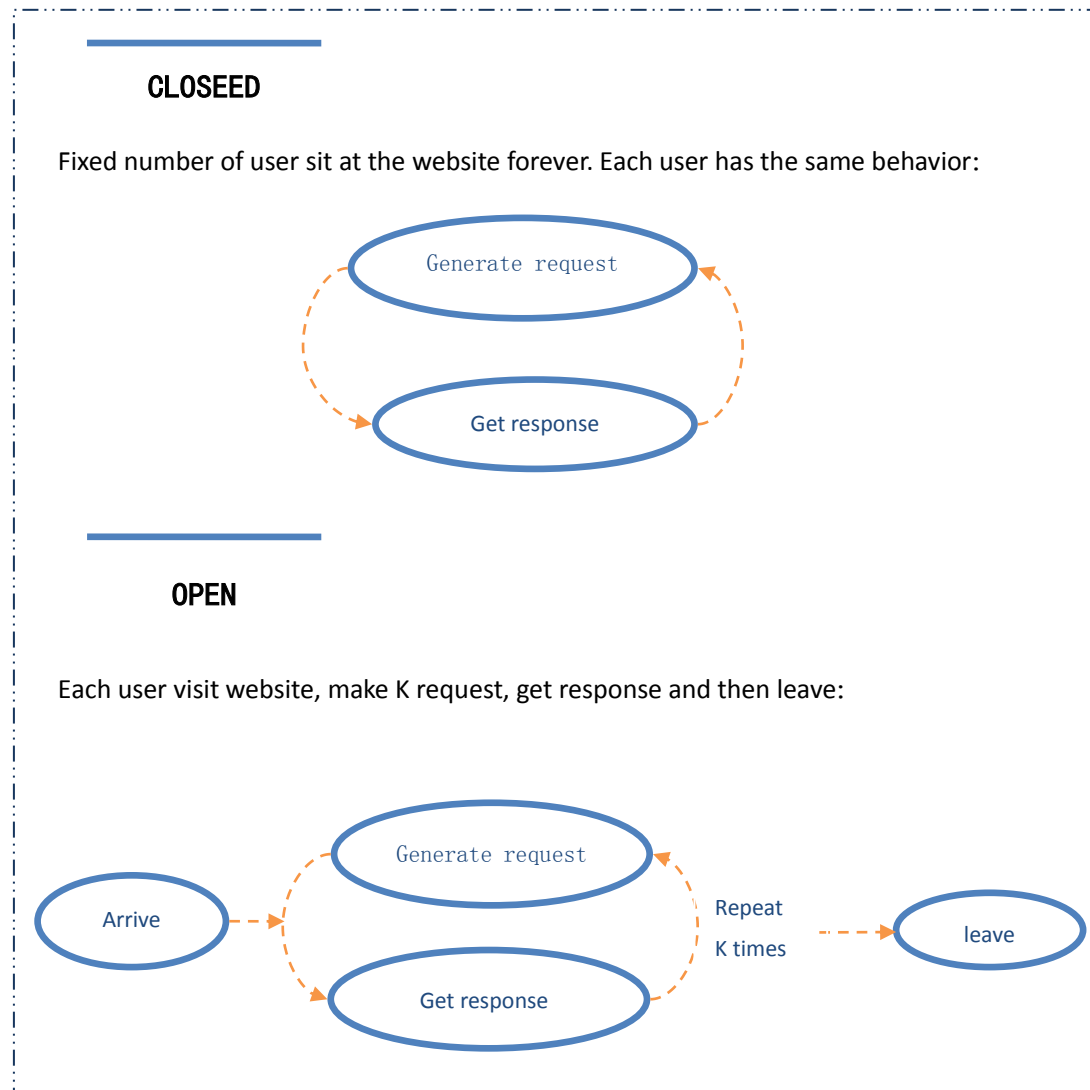 CLOSEED
Fixed number of user sit at the website forever. Each user has the same behavior:
Generate request
Get response
OPEN
Each user visit website, make K request, get response and then leave:
Generate request
Arrive
Repeat
K times
leave
Get response